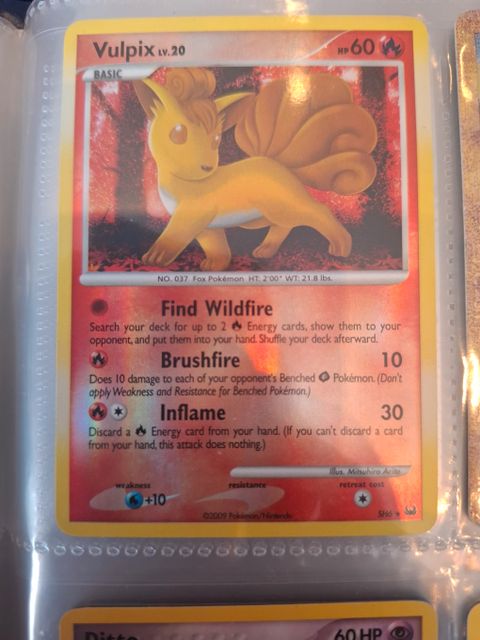 Vulpix LV.20 HP 60
BASIC
NO. 037 Fox Pokémon HT: 2'00" WT: 21.8 lbs.
Find Wildfire
Search your deck for up to 2 Energy cards, show them to your
opponent, and put them into your hand. Shuffle your deck afterward.
Brushfire 10
Does 10 damage to each of your opponent's Benched Pokémon. (Don't
apply Weakness and Resistance for Benched Pokémon.)
Inflame 30
Discard a Energy card from your hand. (If you can't discard a card
from your hand, this attack does nothing.)
Illus. Mitsuhiro Arita
weakness resistance retreat cost
+10
©2009 Pokémon/Nintendo SH6
Ditto 60 HP